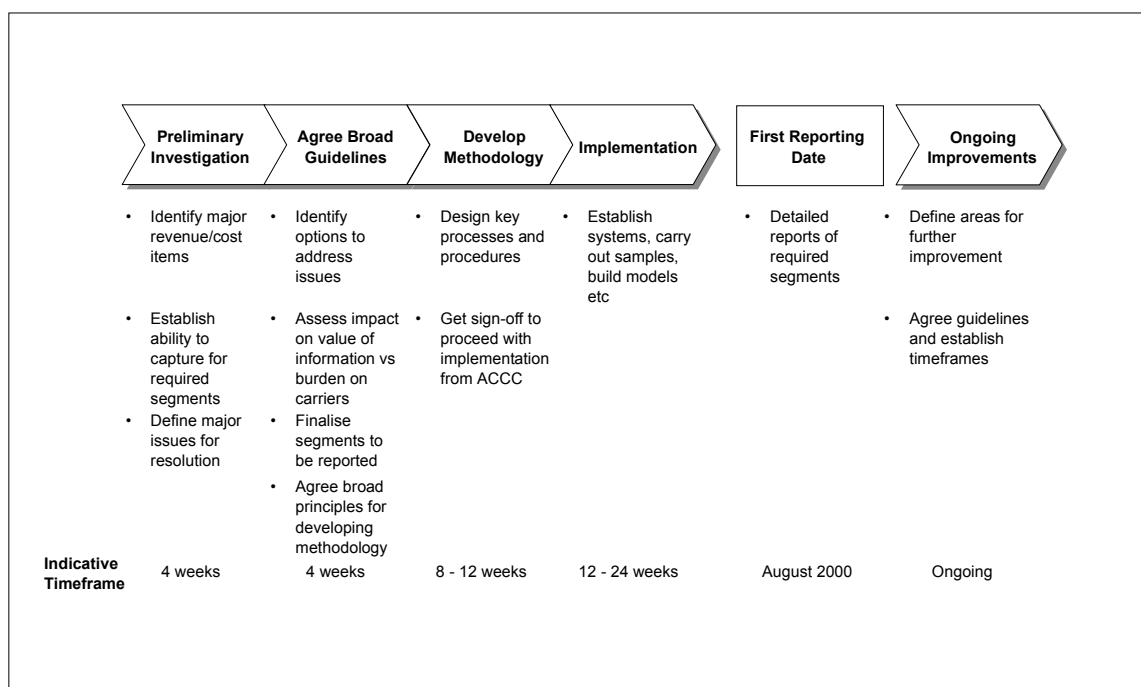 Preliminary
Investigation
Agree Broad
Guidelines
Develop
Methodology
Implementation
First Reporting
Date
Ongoing
Improvements
• Identify major
revenue/cost
items
• Establish
ability to
capture for
required
segments
• Define major
issues for
resolution
• Identify
options to
address
issues
• Assess impact
on value of
information vs
burden on
carriers
• Finalise
segments to
be reported
• Agree broad
principles for
developing
methodology
• Design key
processes and
procedures
• Get sign-off to
proceed with
implementation
from ACCC
• Establish
systems, carry
out samples,
build models
etc
• Detailed
reports of
required
segments
• Define areas for
further
improvement
• Agree guidelines
and establish
timeframes
Indicative
Timeframe
4 weeks
4 weeks
8 - 12 weeks
12 - 24 weeks
August 2000
Ongoing